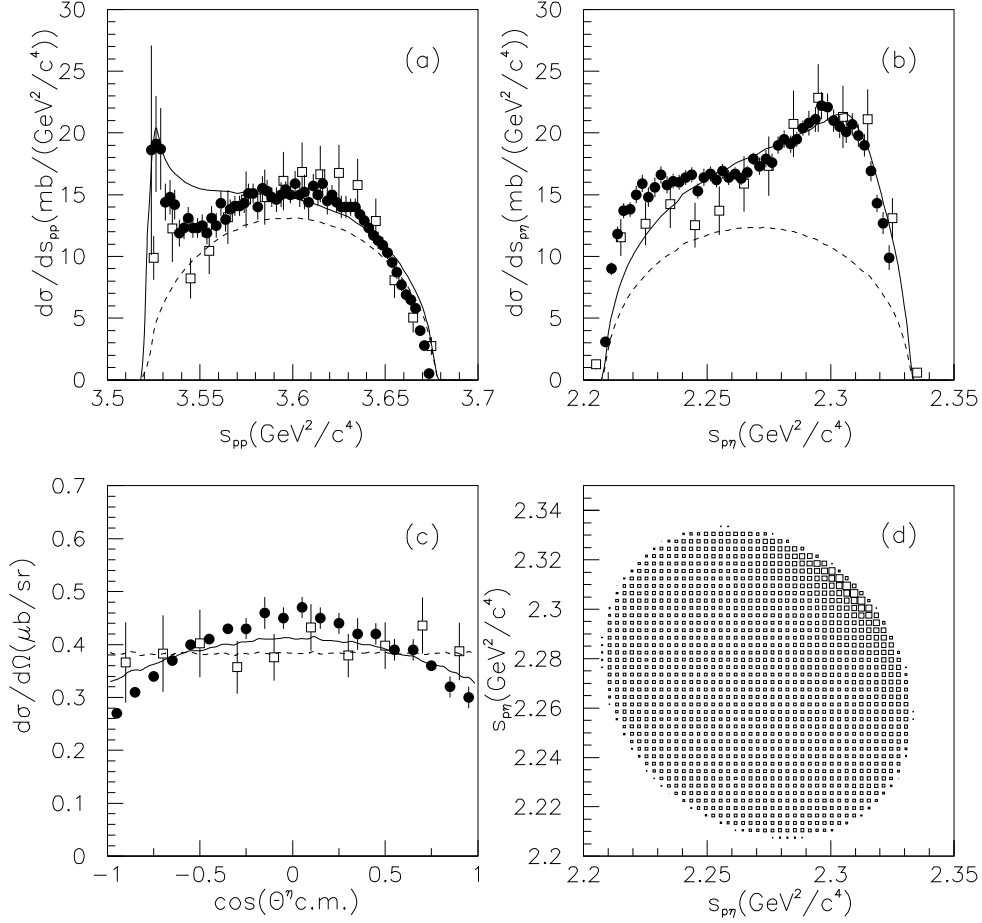 dσ/ds_pp(mb/(GeV²/c⁴))
30
25
20
15
10
5
0
(a)
3.5 3.55 3.6 3.65 3.7
s_pp(GeV²/c⁴)
dσ/ds_pη(mb/(GeV²/c⁴))
30
25
20
15
10
5
0
(b)
2.2 2.25 2.3 2.35
s_pη(GeV²/c⁴)
dσ/dΩ(μb/sr)
0.7
0.6
0.5
0.4
0.3
0.2
0.1
0
(c)
−1 −0.5 0 0.5 1
cos(Θ^η c.m.)
s_pη(GeV²/c⁴)
2.34
2.32
2.3
2.28
2.26
2.24
2.22
2.2
(d)
2.2 2.25 2.3 2.35
s_pη(GeV²/c⁴)